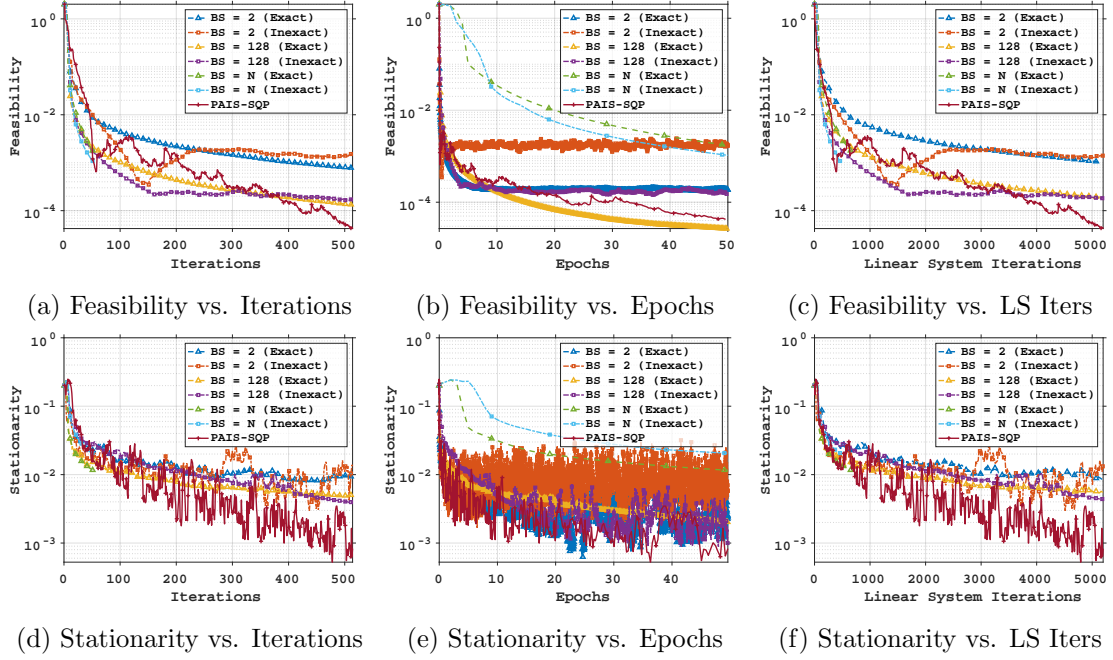 10^0
10^-2
10^-4
Feasibility
BS = 2 (Exact)
BS = 2 (Inexact)
BS = 128 (Exact)
BS = 128 (Inexact)
BS = N (Exact)
BS = N (Inexact)
PAIS-SQP
0 100 200 300 400 500
Iterations
10^0
10^-2
10^-4
Feasibility
BS = 2 (Exact)
BS = 2 (Inexact)
BS = 128 (Exact)
BS = 128 (Inexact)
BS = N (Exact)
BS = N (Inexact)
PAIS-SQP
0 10 20 30 40 50
Epochs
10^0
10^-2
10^-4
Feasibility
BS = 2 (Exact)
BS = 2 (Inexact)
BS = 128 (Exact)
BS = 128 (Inexact)
BS = N (Exact)
BS = N (Inexact)
PAIS-SQP
0 1000 2000 3000 4000 5000
Linear System Iterations
(a) Feasibility vs. Iterations
(b) Feasibility vs. Epochs
(c) Feasibility vs. LS Iters
10^0
10^-1
10^-2
10^-3
Stationarity
BS = 2 (Exact)
BS = 2 (Inexact)
BS = 128 (Exact)
BS = 128 (Inexact)
BS = N (Exact)
BS = N (Inexact)
PAIS-SQP
0 100 200 300 400 500
Iterations
10^0
10^-1
10^-2
10^-3
Stationarity
BS = 2 (Exact)
BS = 2 (Inexact)
BS = 128 (Exact)
BS = 128 (Inexact)
BS = N (Exact)
BS = N (Inexact)
PAIS-SQP
0 10 20 30 40
Epochs
10^0
10^-1
10^-2
10^-3
Stationarity
BS = 2 (Exact)
BS = 2 (Inexact)
BS = 128 (Exact)
BS = 128 (Inexact)
BS = N (Exact)
BS = N (Inexact)
PAIS-SQP
0 1000 2000 3000 4000 5000
Linear System Iterations
(d) Stationarity vs. Iterations
(e) Stationarity vs. Epochs
(f) Stationarity vs. LS Iters